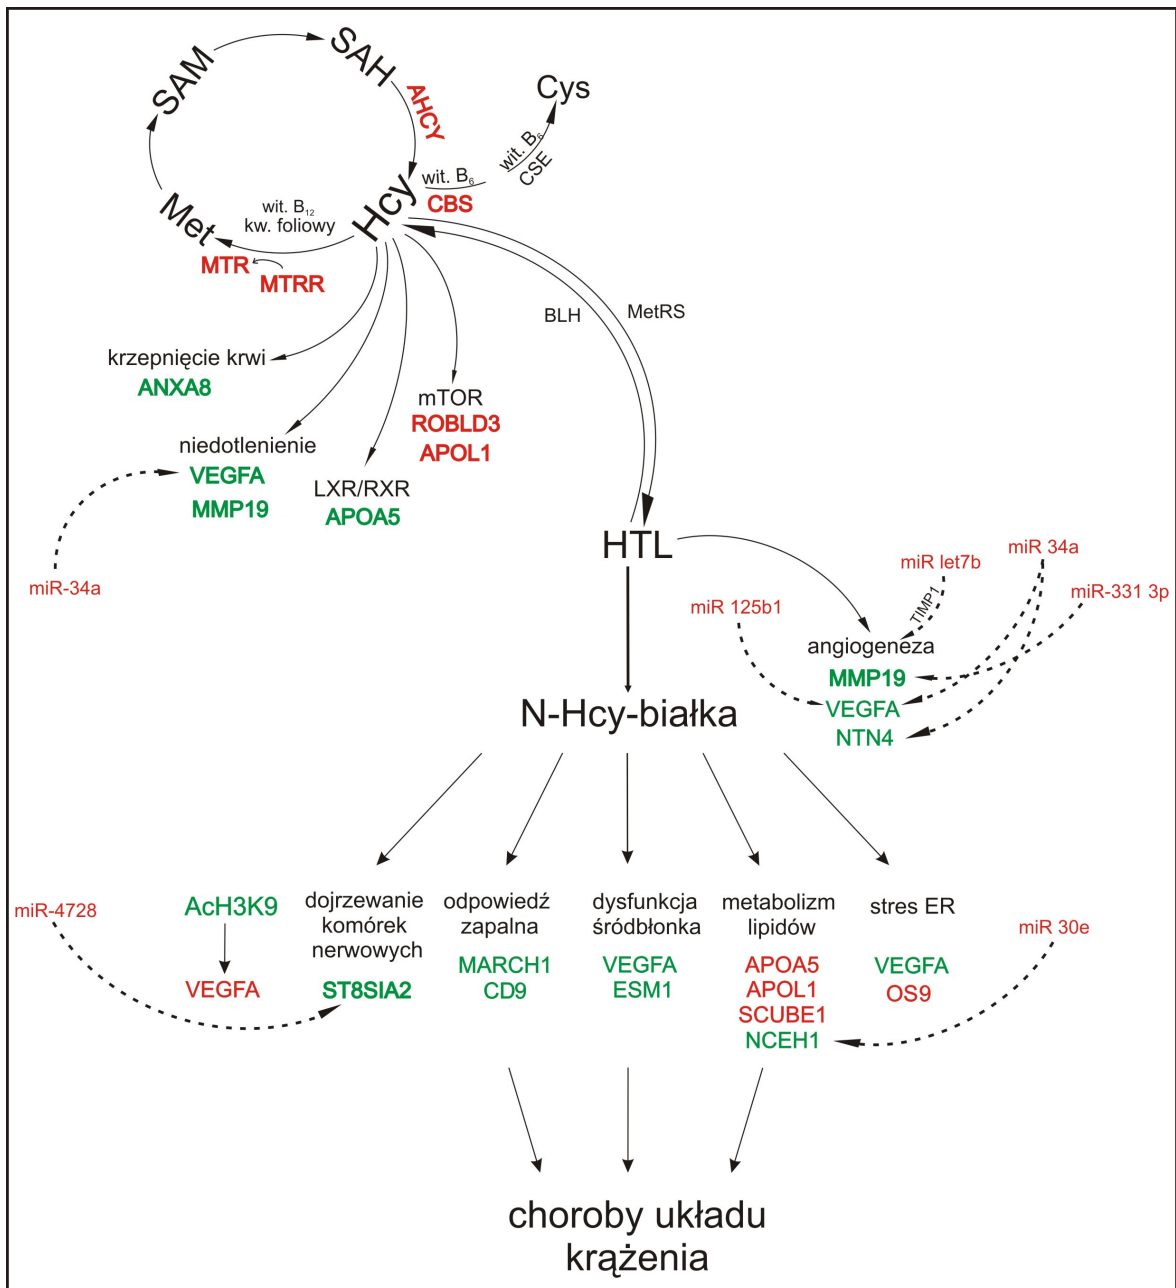 SAM
SAH
AHCY
Cys
wit. B6
CSE
wit. B6
CBS
Hcy
Met
wit. B12
kw. foliowy
MTR
MTRR
BLH
MetRS
krzepnięcie krwi
ANXA8
mTOR
ROBLD3
APOL1
niedotlenienie
VEGFA
MMP19
LXR/RXR
APOA5
miR-34a
HTL
miR let7b
miR 34a
miR-331 3p
miR 125b1
TIMP1
angiogeneza
MMP19
VEGFA
NTN4
N-Hcy-białka
miR-4728
AcH3K9
VEGFA
dojrzewanie
komórek
nerwowych
ST8SIA2
odpowiedź
zapalna
MARCH1
CD9
dysfunkcja
śródbłonka
VEGFA
ESM1
metabolizm
lipidów
APOA5
APOL1
SCUBE1
NCEH1
stres ER
VEGFA
OS9
miR 30e
choroby układu
krążenia